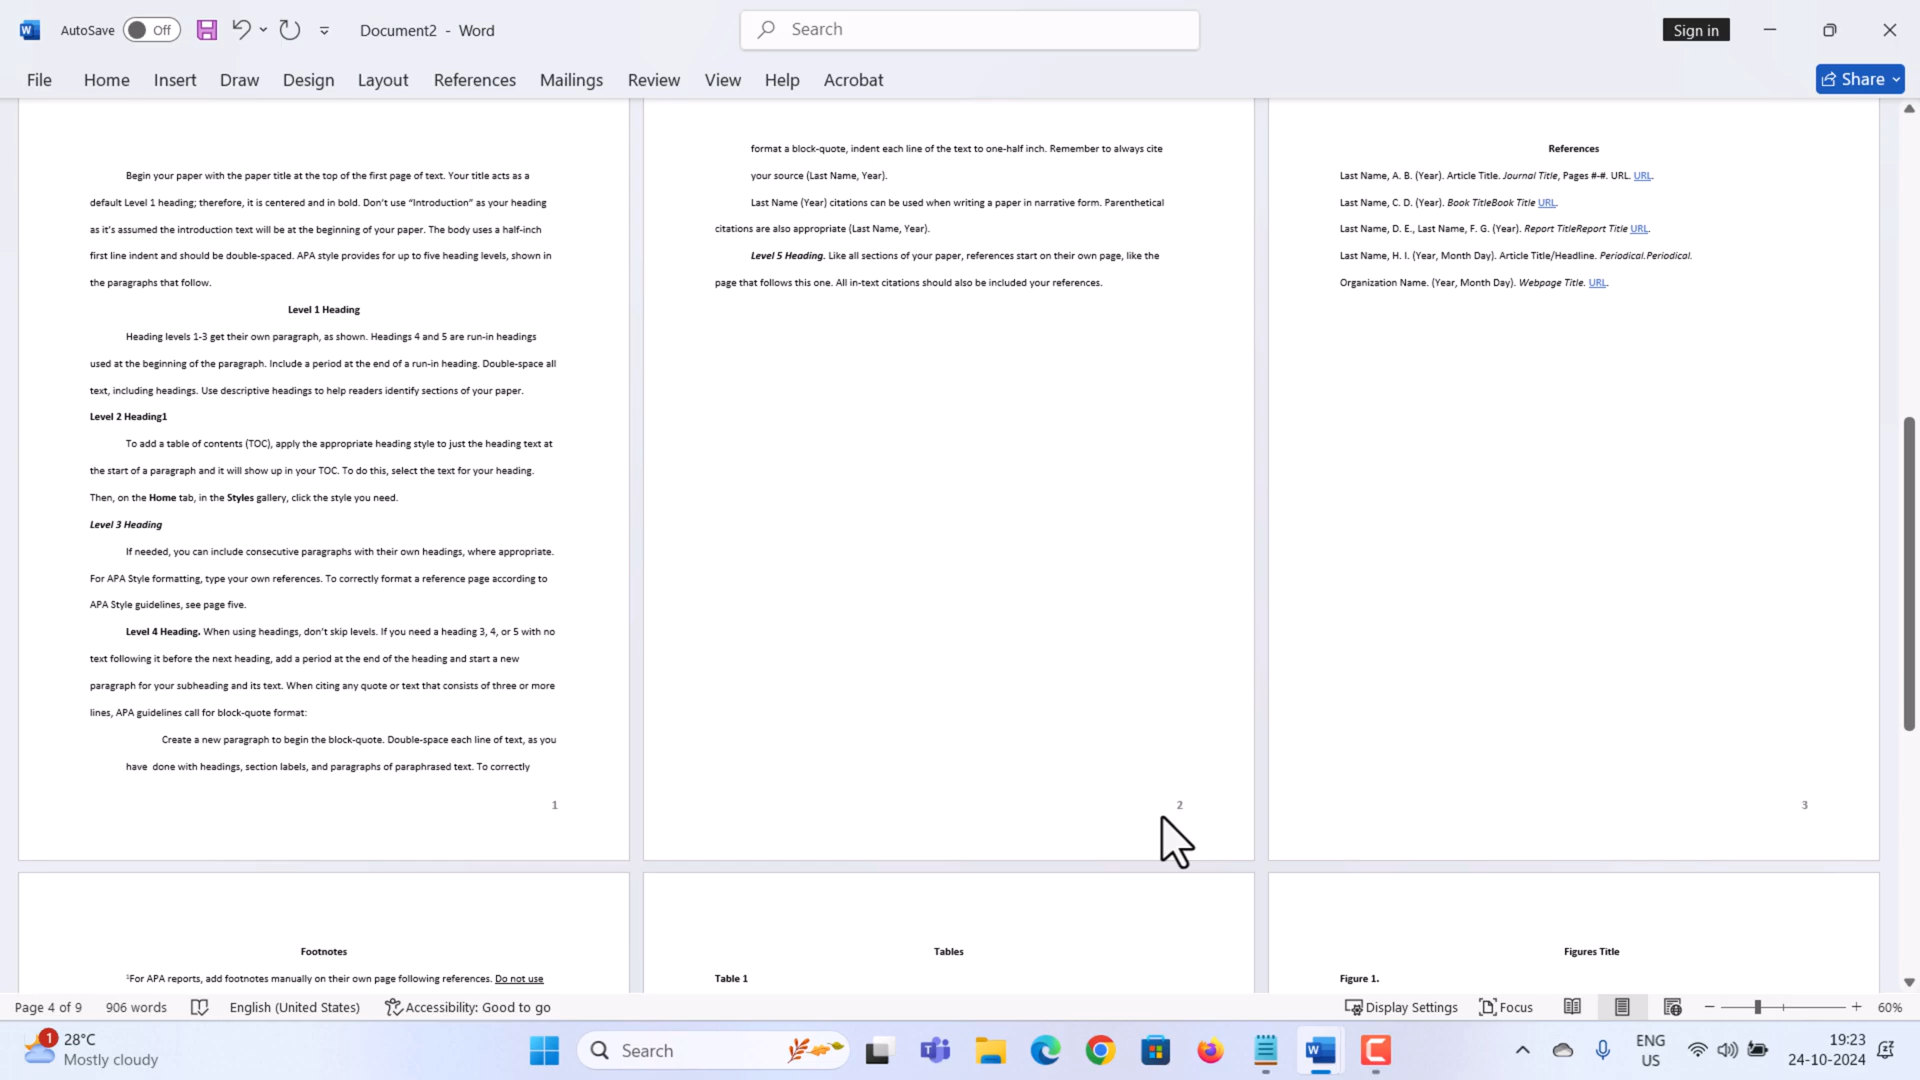 AutoSave Off Document2 - Word Search Sign in
File Home Insert Draw Design Layout References Mailings Review View Help Acrobat Share
Begin your paper with the paper title at the top of the first page of text. Your title acts as a
default Level 1 heading; therefore, it is centered and in bold. Don’t use “Introduction” as your heading
as it’s assumed the introduction text will be at the beginning of your paper. The body uses a half-inch
first line indent and should be double-spaced. APA style provides for up to five heading levels, shown in
the paragraphs that follow.
Level 1 Heading
Heading levels 1-3 get their own paragraph, as shown. Headings 4 and 5 are run-in headings
used at the beginning of the paragraph. Include a period at the end of a run-in heading. Double-space all
text, including headings. Use descriptive headings to help readers identify sections of your paper.
Level 2 Heading1
To add a table of contents (TOC), apply the appropriate heading style to just the heading text at
the start of a paragraph and it will show up in your TOC. To do this, select the text for your heading.
Then, on the Home tab, in the Styles gallery, click the style you need.
Level 3 Heading
If needed, you can include consecutive paragraphs with their own headings, where appropriate.
For APA Style formatting, type your own references. To correctly format a reference page according to
APA Style guidelines, see page five.
Level 4 Heading. When using headings, don’t skip levels. If you need a heading 3, 4, or 5 with no
text following it before the next heading, add a period at the end of the heading and start a new
paragraph for your subheading and its text. When citing any quote or text that consists of three or more
lines, APA guidelines call for block-quote format:
Create a new paragraph to begin the block-quote. Double-space each line of text, as you
have done with headings, section labels, and paragraphs of paraphrased text. To correctly
1
format a block-quote, indent each line of the text to one-half inch. Remember to always cite
your source (Last Name, Year).
Last Name (Year) citations can be used when writing a paper in narrative form. Parenthetical
citations are also appropriate (Last Name, Year).
Level 5 Heading. Like all sections of your paper, references start on their own page, like the
page that follows this one. All in-text citations should also be included your references.
2
References
Last Name, A. B. (Year). Article Title. Journal Title, Pages #-#. URL. URL.
Last Name, C. D. (Year). Book TitleBook Title URL.
Last Name, D. E., Last Name, F. G. (Year). Report TitleReport Title URL.
Last Name, H. I. (Year, Month Day). Article Title/Headline. Periodical.Periodical.
Organization Name. (Year, Month Day). Webpage Title. URL.
3
Footnotes
1For APA reports, add footnotes manually on their own page following references. Do not use
Tables
Table 1
Figures Title
Figure 1.
Page 4 of 9 906 words English (United States) Accessibility: Good to go Display Settings Focus 60%
1
28°C
Mostly cloudy
Search
ENG
US
19:23
24-10-2024